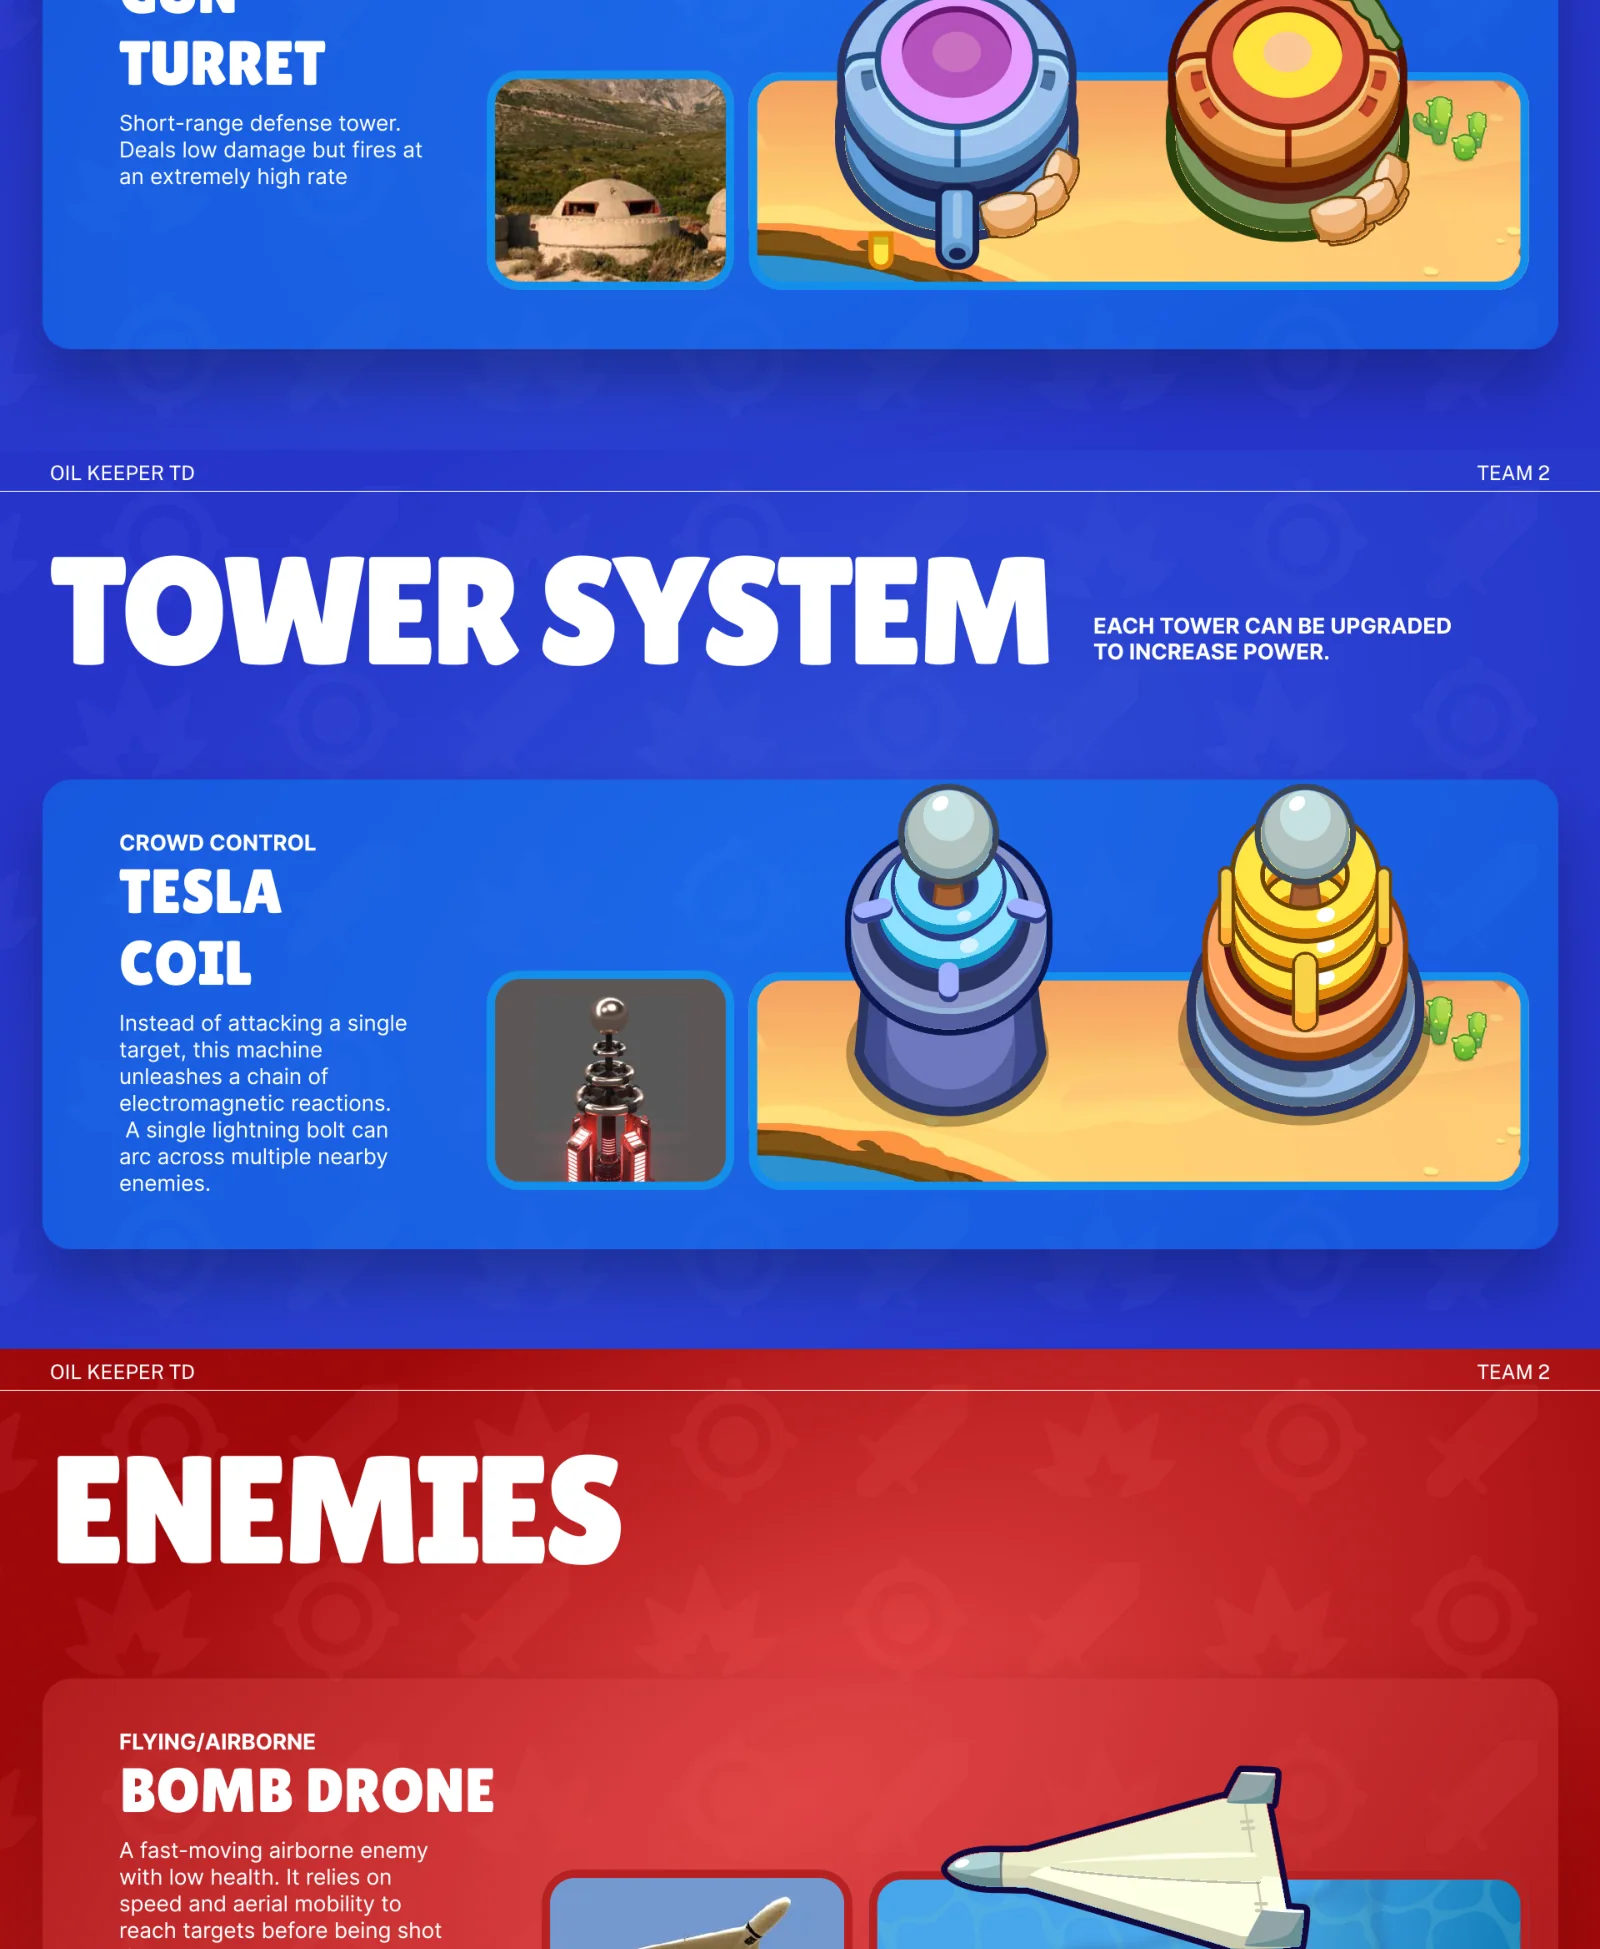 GUN
TURRET
Short-range defense tower.
Deals low damage but fires at
an extremely high rate
OIL KEEPER TD
TEAM 2
TOWER SYSTEM
EACH TOWER CAN BE UPGRADED
TO INCREASE POWER.
CROWD CONTROL
TESLA
COIL
Instead of attacking a single
target, this machine
unleashes a chain of
electromagnetic reactions.
A single lightning bolt can
arc across multiple nearby
enemies.
OIL KEEPER TD
TEAM 2
ENEMIES
FLYING/AIRBORNE
BOMB DRONE
A fast-moving airborne enemy
with low health. It relies on
speed and aerial mobility to
reach targets before being shot